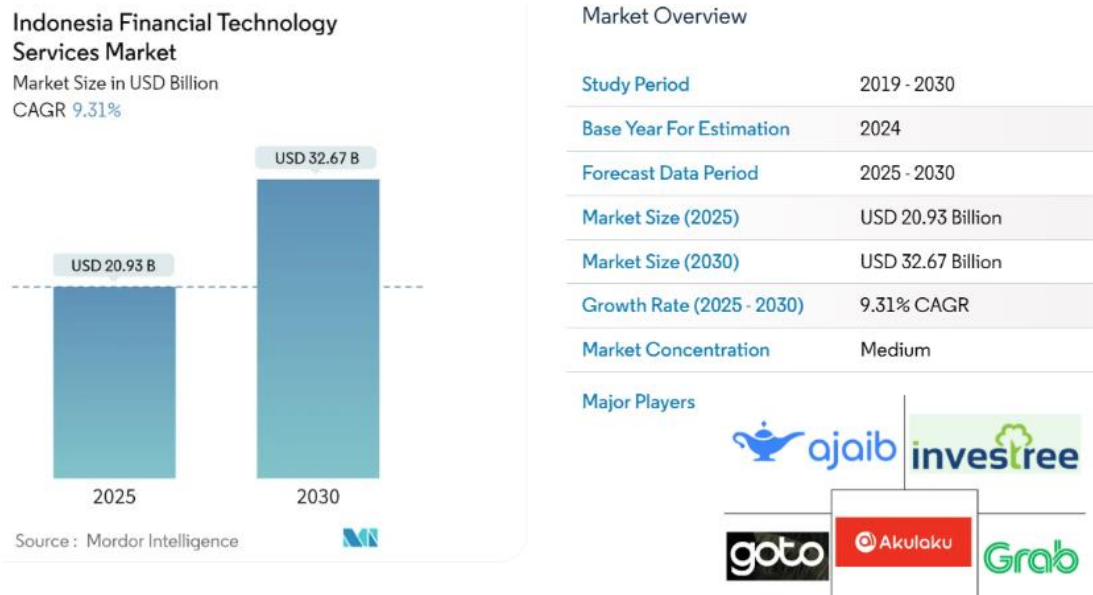 Indonesia Financial Technology
Services Market
Market Size in USD Billion
CAGR 9.31%
USD 32.67 B
USD 20.93 B
2025
2030
Source : Mordor Intelligence
Market Overview
Study Period 2019 - 2030
Base Year For Estimation 2024
Forecast Data Period 2025 - 2030
Market Size (2025) USD 20.93 Billion
Market Size (2030) USD 32.67 Billion
Growth Rate (2025 - 2030) 9.31% CAGR
Market Concentration Medium
Major Players
ajaib
investree
goto
Akulaku
Grab